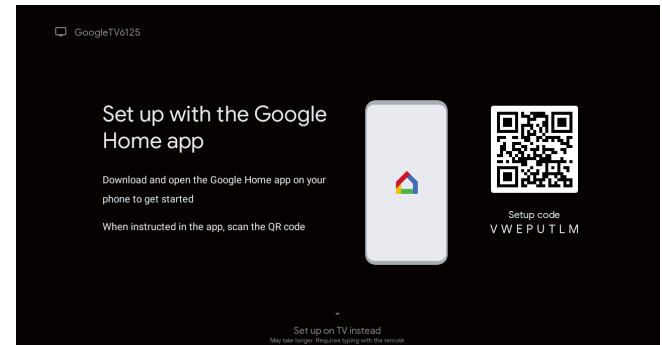 GoogleTV6125
Set up with the Google
Home app
Download and open the Google Home app on your
phone to get started
When instructed in the app, scan the QR code
Setup code
VWEPUTLM
Set up on TV instead
May take longer. Requires typing with the remote